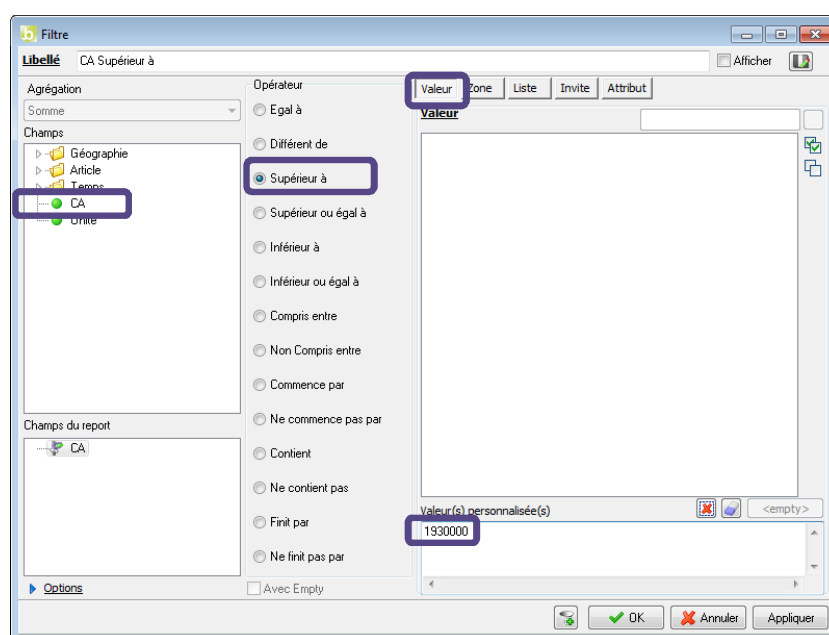 Filtre
Libellé CA Supérieur à Afficher
Agrégation
Somme
Champs
Géographie
Article
Temps
CA
Unité
Champs du report
CA
Options
Opérateur
Egal à
Différent de
Supérieur à
Supérieur ou égal à
Inférieur à
Inférieur ou égal à
Compris entre
Non Compris entre
Commence par
Ne commence pas par
Contient
Ne contient pas
Finit par
Ne finit pas par
Avec Empty
Valeur Zone Liste Invite Attribut
Valeur
Valeur(s) personnalisée(s) <empty>
1930000
OK Annuler Appliquer